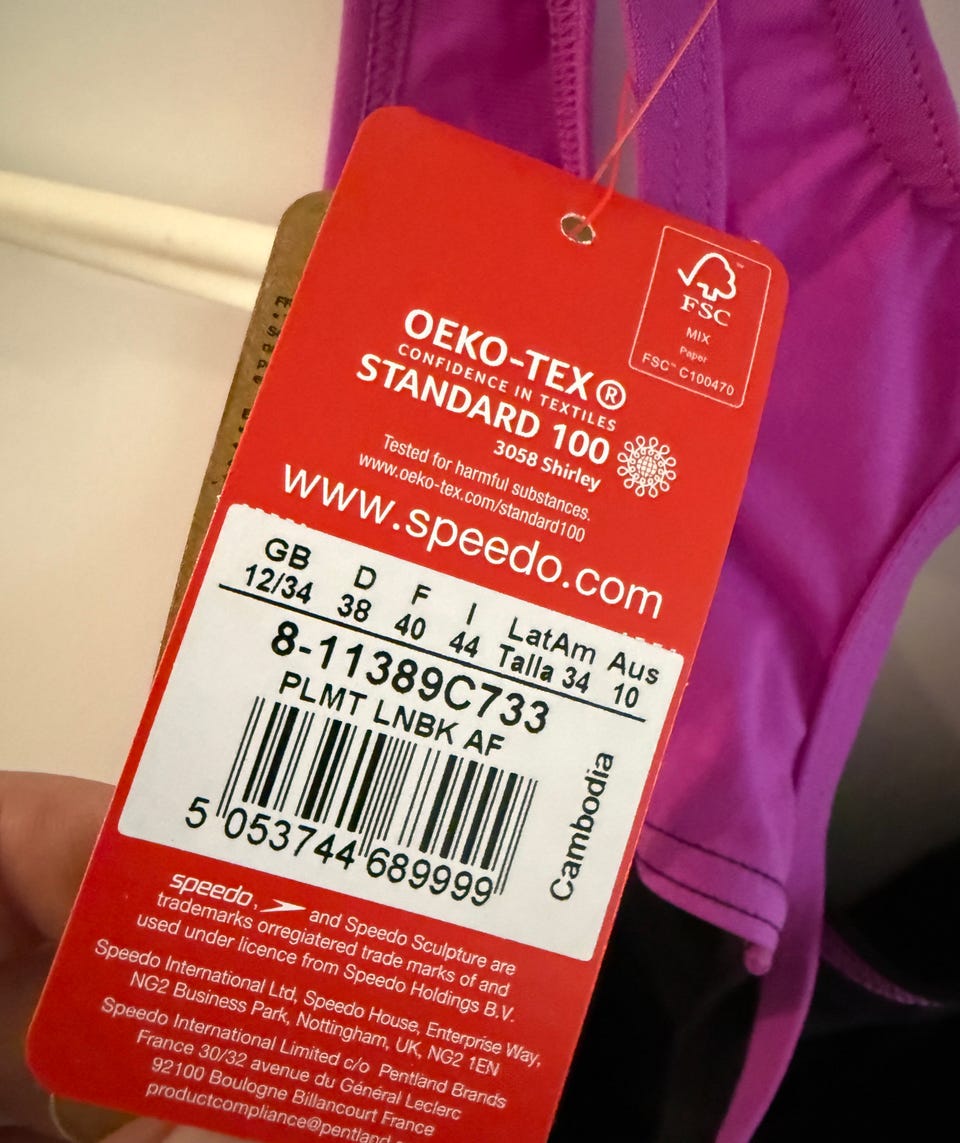 FSC
MIX
Paper
FSC™ C100470
OEKO-TEX®
CONFIDENCE IN TEXTILES
STANDARD 100
3058 Shirley
Tested for harmful substances.
www.oeko-tex.com/standard100
www.speedo.com
GB D F I LatAm Aus
12/34 38 40 44 Talla 34 10
8-11389C733
PLMT LNBK AF
Cambodia
5 053744 689999
speedo, and Speedo Sculpture are
trademarks orregiatered trade marks of and
used under licence from Speedo Holdings B.V.
Speedo International Ltd, Speedo House, Enterprise Way,
NG2 Business Park, Nottingham, UK, NG2 1EN
Speedo International Limited c/o Pentland Brands
France 30/32 avenue du Général Leclerc
92100 Boulogne Billancourt France
productcompliance@pentland